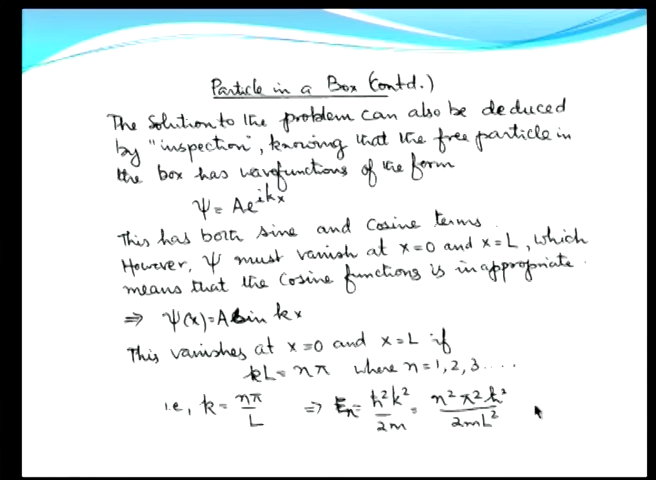 Particle in a Box (Contd.)
The solution to the problem can also be deduced
by "inspection", knowing that the free particle in
the box has wavefunctions of the form
Ψ = Ae^{ikx}
This has both sine and cosine terms.
However, Ψ must vanish at x=0 and x=L, which
means that the cosine functions is inappropriate.
⇒ Ψ(x)=A sin kx
This vanishes at x=0 and x=L if
kL = nπ where n=1,2,3....
i.e, k = nπ/L ⇒ E_n = ħ²k²/2m = n²π²ħ²/2mL²